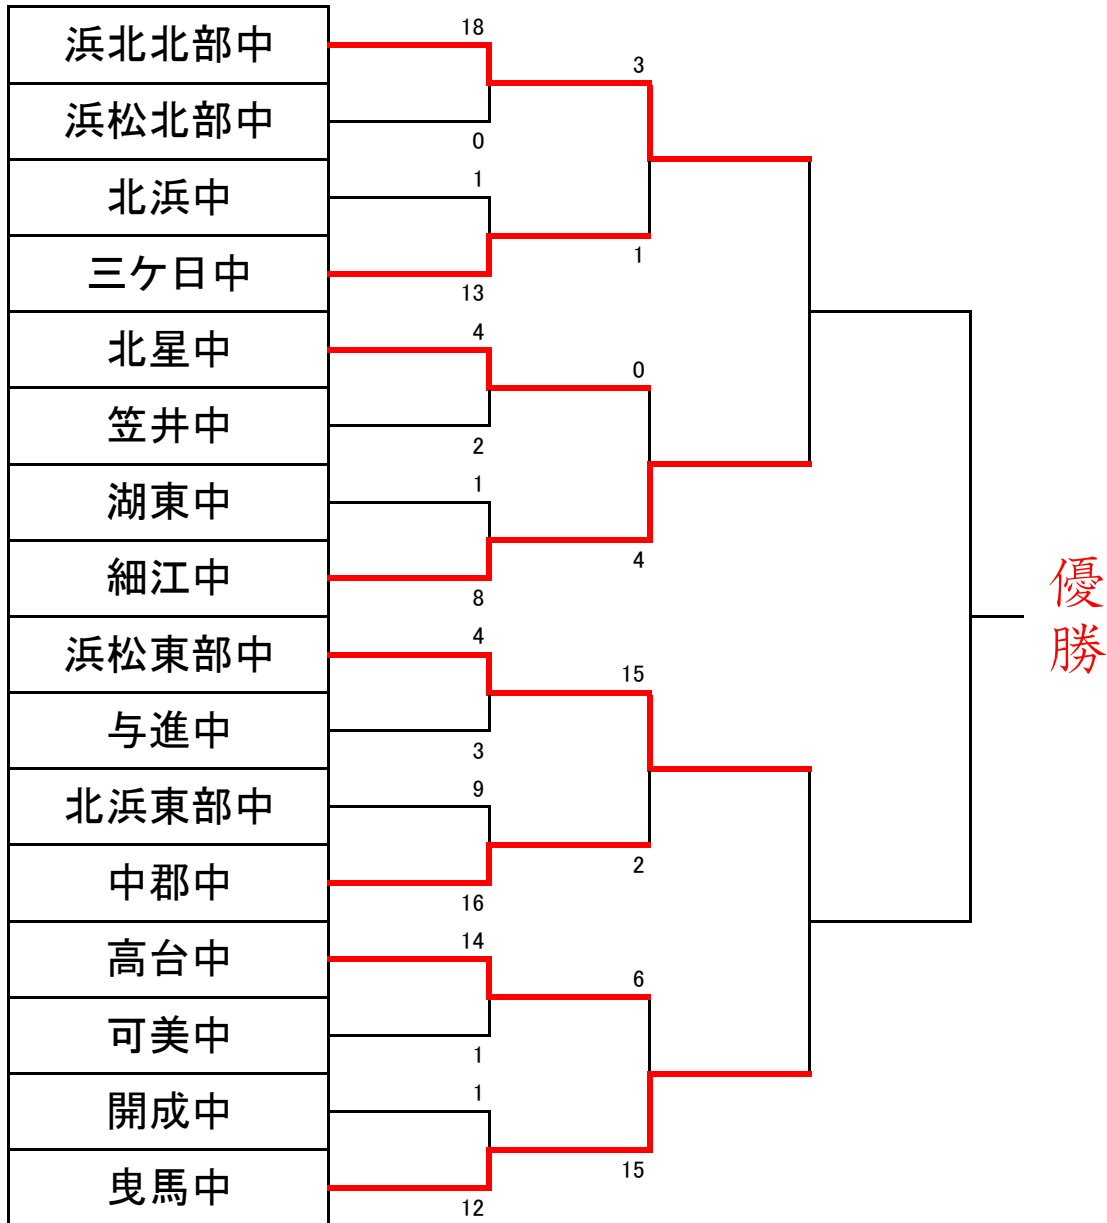 浜北北部中
浜松北部中
北浜中
三ケ日中
北星中
笠井中
湖東中
細江中
浜松東部中
与進中
北浜東部中
中郡中
高台中
可美中
開成中
曳馬中
18
0
1
13
4
2
1
8
4
3
9
16
14
1
1
12
3
1
0
4
15
2
6
15
優勝